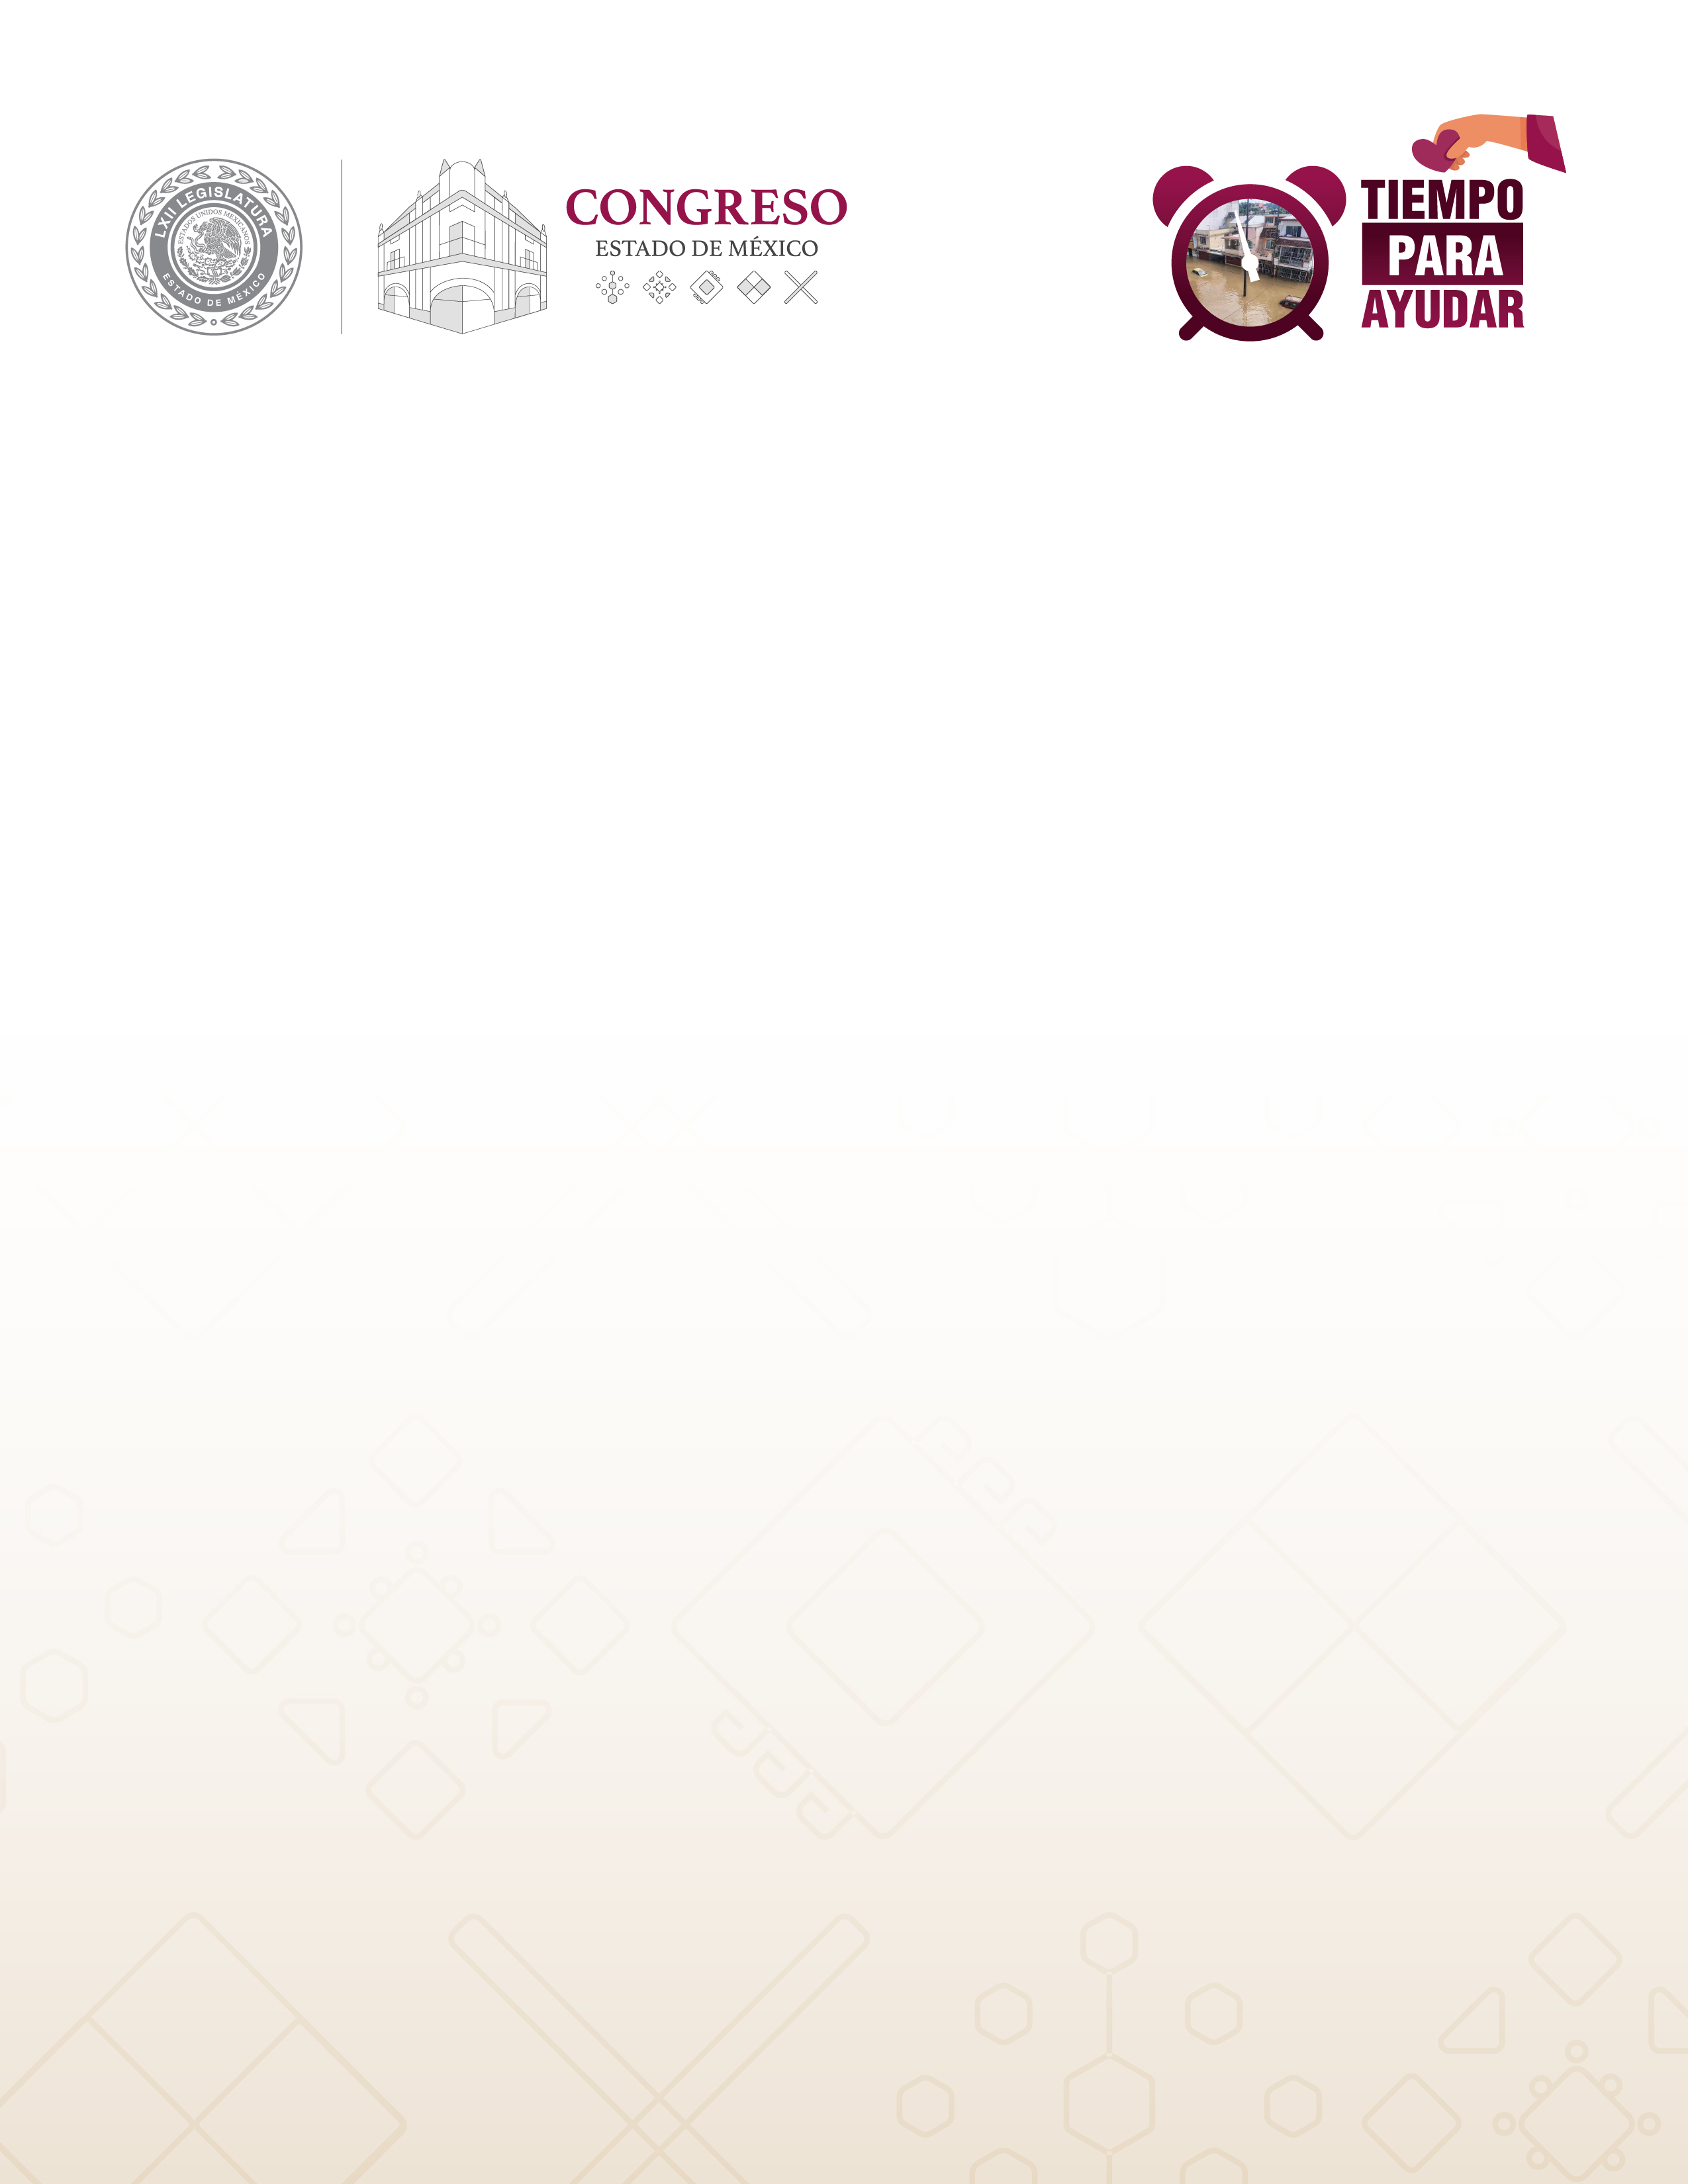 LXII LEGISLATURA
ESTADOS UNIDOS MEXICANOS
ESTADO DE MÉXICO
CONGRESO
ESTADO DE MÉXICO
TIEMPO
PARA
AYUDAR